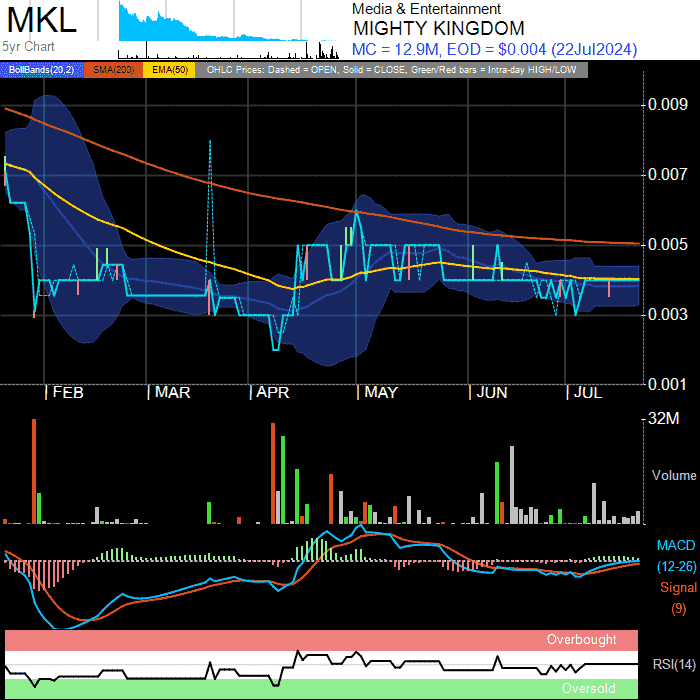 MKL
5yr Chart
Media & Entertainment
MIGHTY KINGDOM
MC = 12.9M, EOD = $0.004 (22Jul2024)
BollBands(20,2) SMA(200) EMA(50) OHLC Prices: Dashed = OPEN, Solid = CLOSE, Green/Red bars = Intra-day HIGH/LOW
0.009
0.007
0.005
0.003
0.001
FEB MAR APR MAY JUN JUL
32M
Volume
MACD
(12-26)
Signal
(9)
Overbought
RSI(14)
Oversold